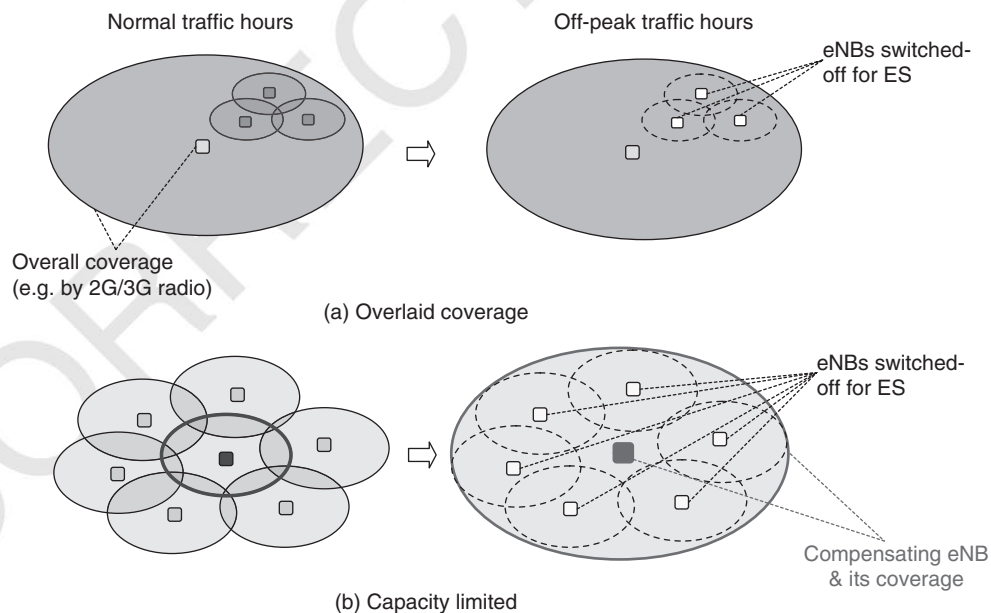 Normal traffic hours
Off-peak traffic hours
eNBs switched-
off for ES
Overall coverage
(e.g. by 2G/3G radio)
(a) Overlaid coverage
eNBs switched-
off for ES
Compensating eNB
& its coverage
(b) Capacity limited